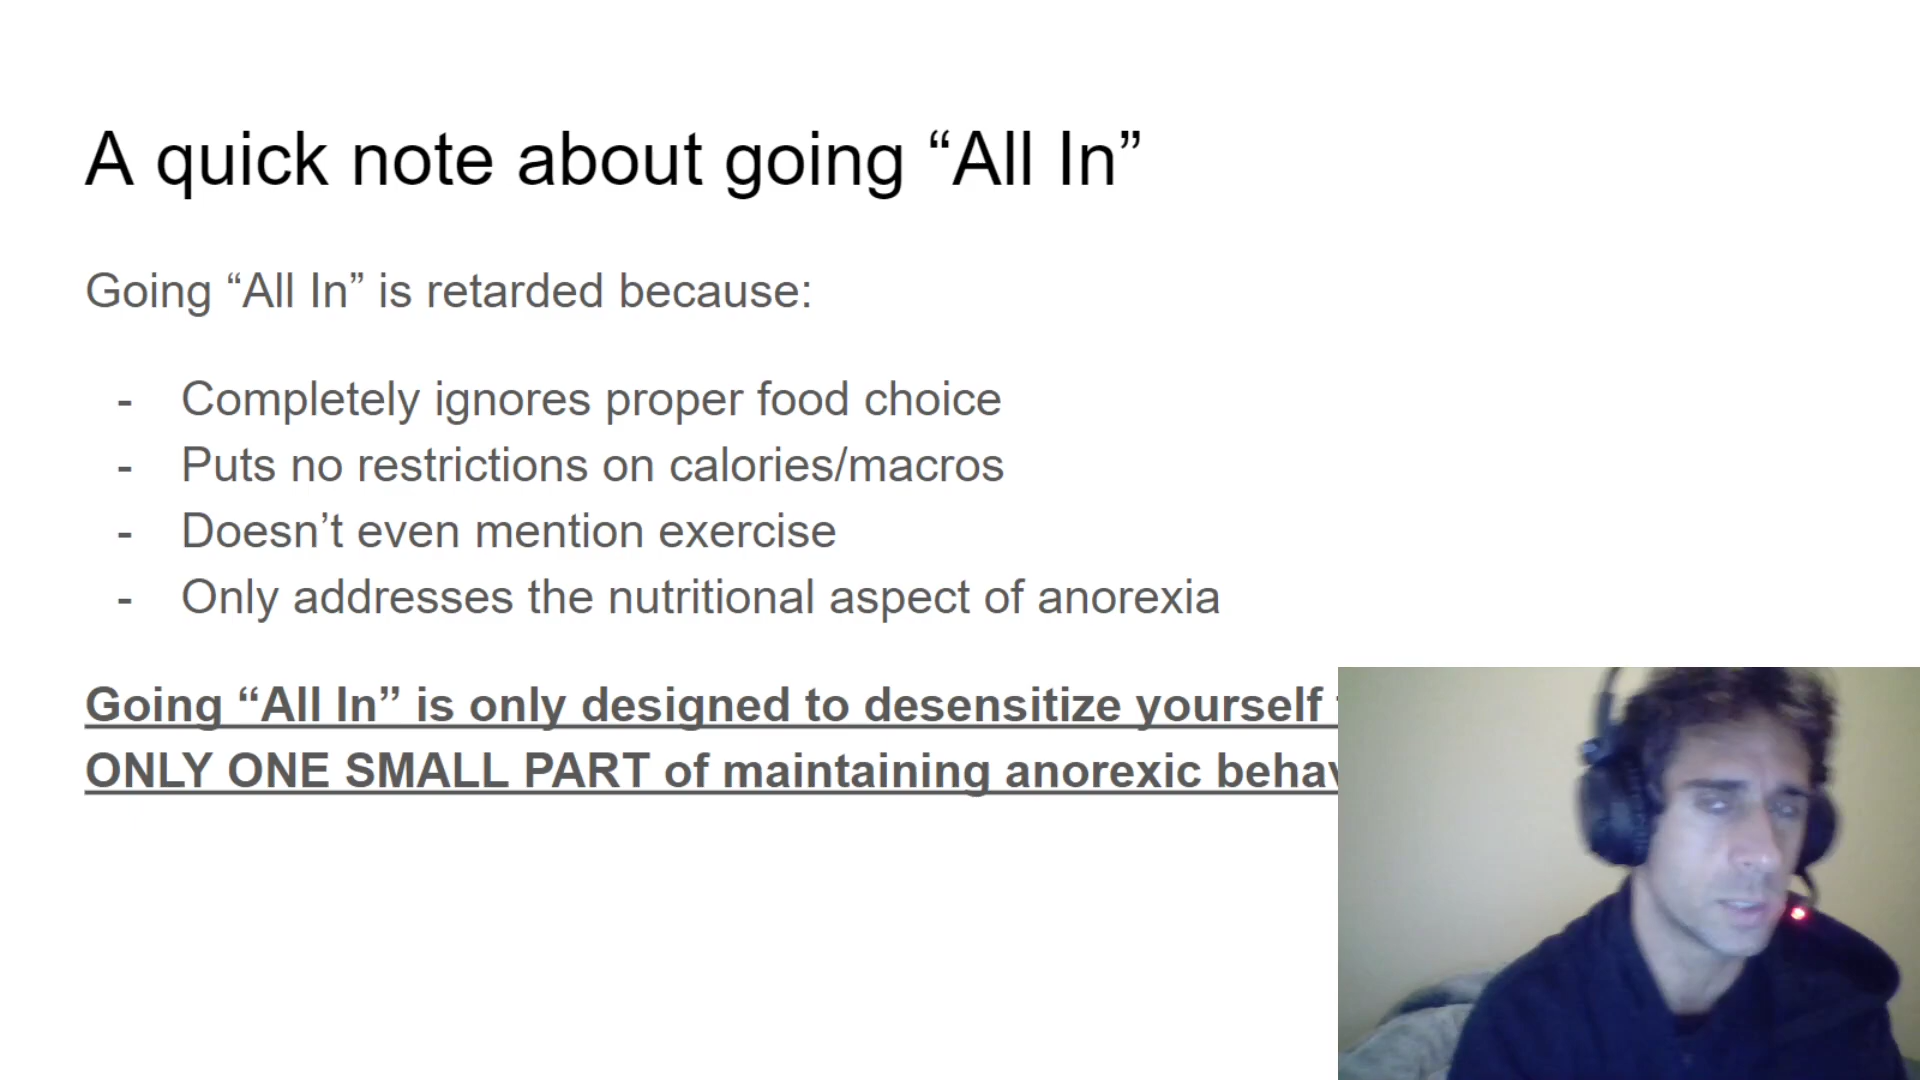 A quick note about going “All In”
Going “All In” is retarded because:
- Completely ignores proper food choice
- Puts no restrictions on calories/macros
- Doesn’t even mention exercise
- Only addresses the nutritional aspect of anorexia
Going “All In” is only designed to desensitize yourself
ONLY ONE SMALL PART of maintaining anorexic